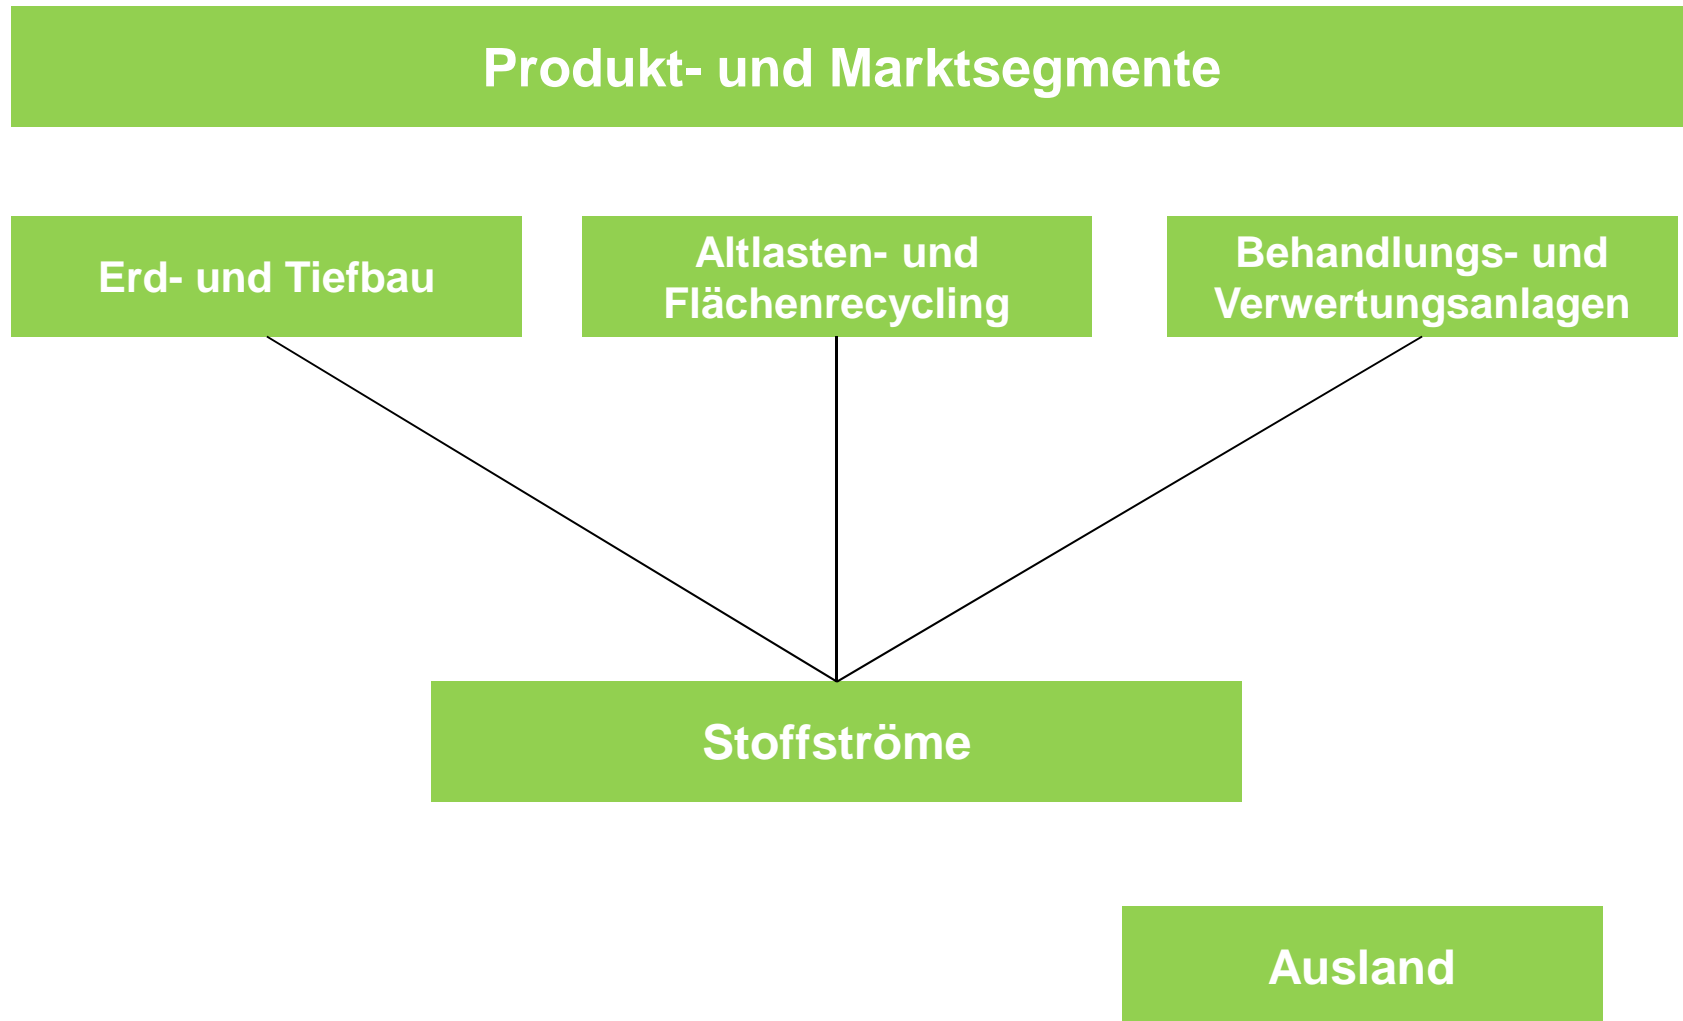 Produkt- und Marktsegmente
Erd- und Tiefbau
Altlasten- und
Flächenrecycling
Behandlungs- und
Verwertungsanlagen
Stoffströme
Ausland